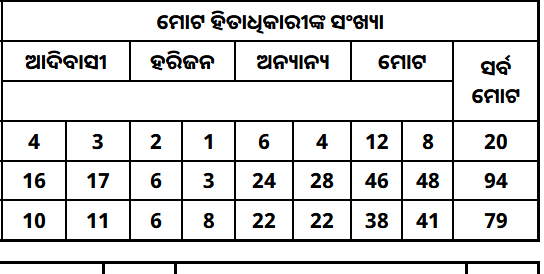 ମୋଟ ହିତାଧିକାରୀଙ୍କ ସଂଖ୍ୟା
ଆଦିବାସୀ ହରିଜନ ଅନ୍ୟାନ୍ୟ ମୋଟ ସର୍ବ
ମୋଟ
4 3 2 1 6 4 12 8 20
16 17 6 3 24 28 46 48 94
10 11 6 8 22 22 38 41 79